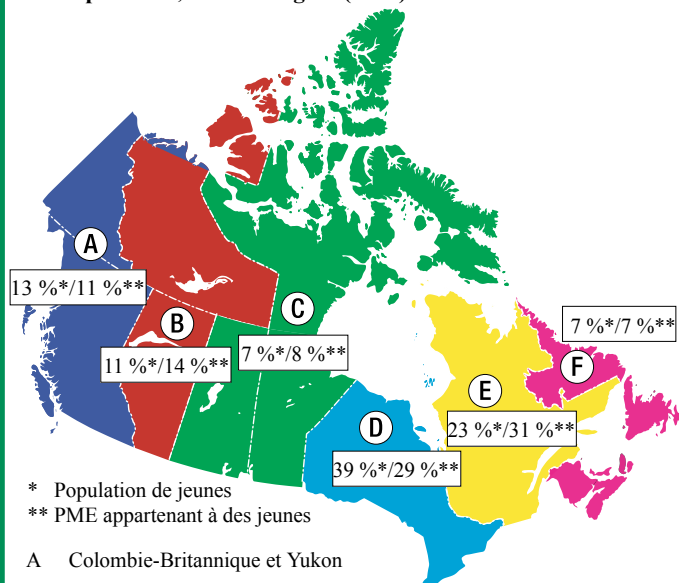 A
13 %*/11 %**
B
11 %*/14 %**
C
7 %*/8 %**
D
39 %*/29 %**
E
23 %*/31 %**
F
7 %*/7 %**
* Population de jeunes
** PME appartenant à des jeunes
A Colombie-Britannique et Yukon